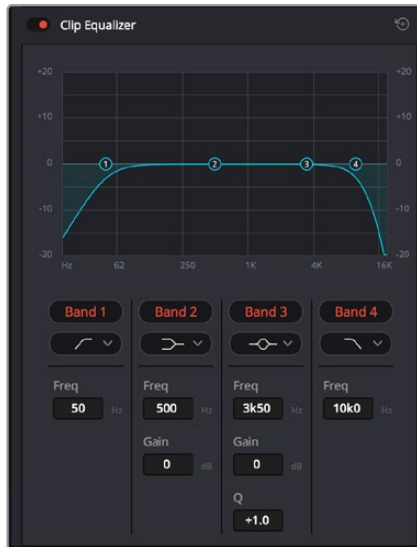 Clip Equalizer
+20 +20
+10 +10
0 1 2 3 4 0
-10 -10
-20 -20
Hz 62 250 1K 4K 16K
Band 1 Band 2 Band 3 Band 4
Freq Freq Freq Freq
50 Hz 500 Hz 3k50 Hz 10k0 Hz
Gain Gain
0 dB 0 dB
Q
+1.0